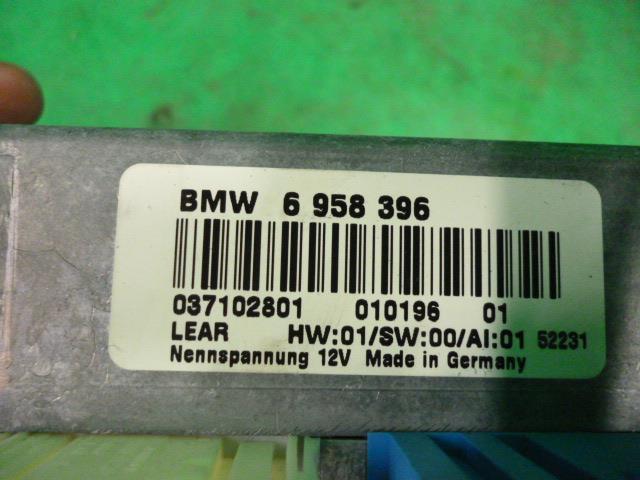 BMW 6 958 396
037102801 010196 01
LEAR HW:01/SW:00/AI:01 52231
Nennspannung 12V Made in Germany